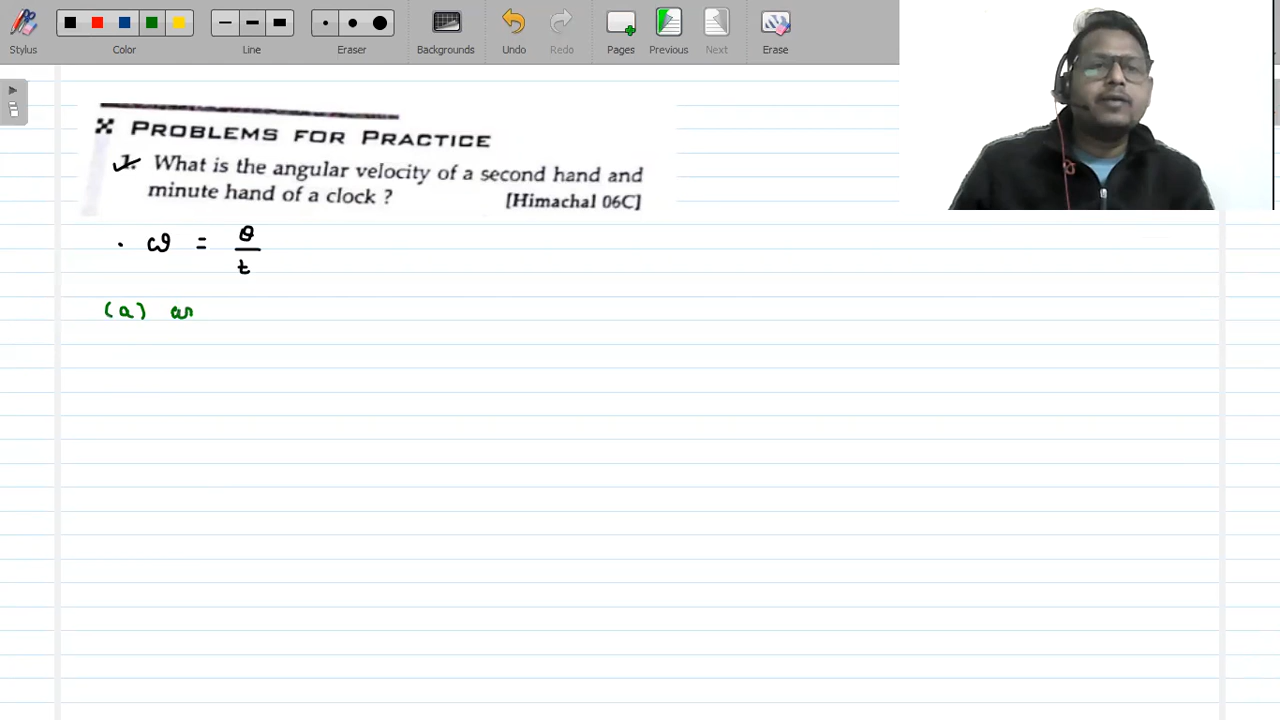 Stylus Color Line Eraser Backgrounds Undo Redo Pages Previous Next Erase
PROBLEMS FOR PRACTICE
1. What is the angular velocity of a second hand and
minute hand of a clock ? [Himachal 06C]
. ω = θ/t
(a) an